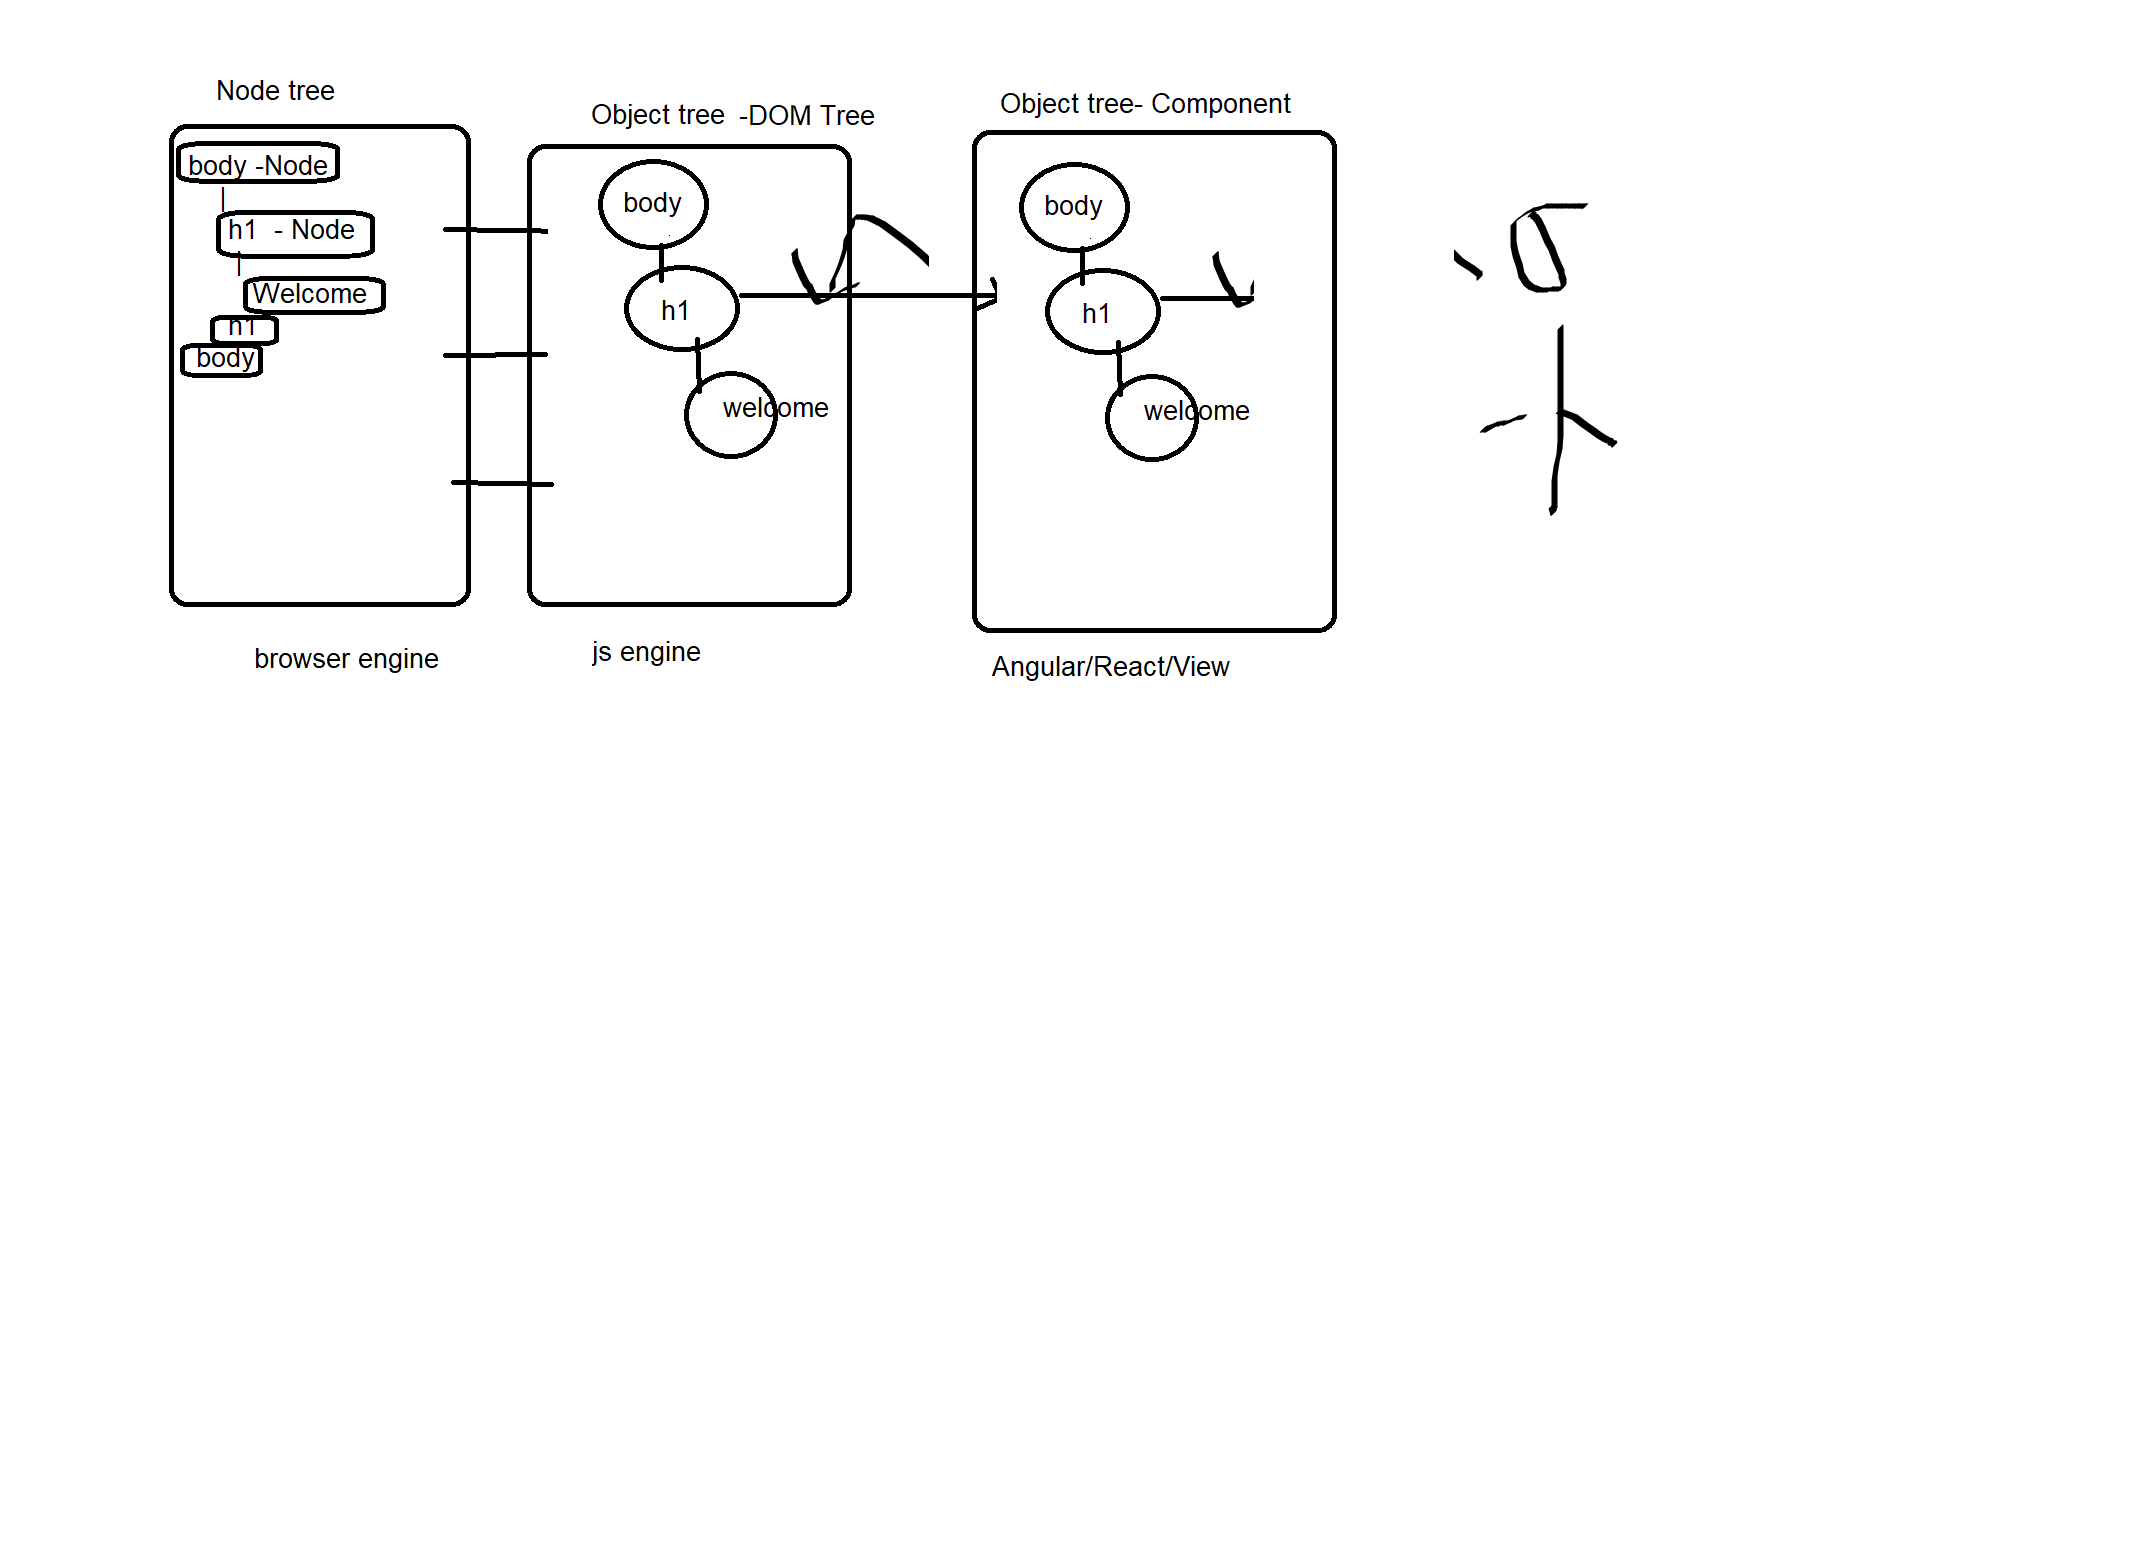 Node tree
body -Node
|
h1 - Node
|
Welcome
h1
body
browser engine
Object tree -DOM Tree
body
h1
welcome
js engine
Object tree- Component
body
h1
welcome
Angular/React/View